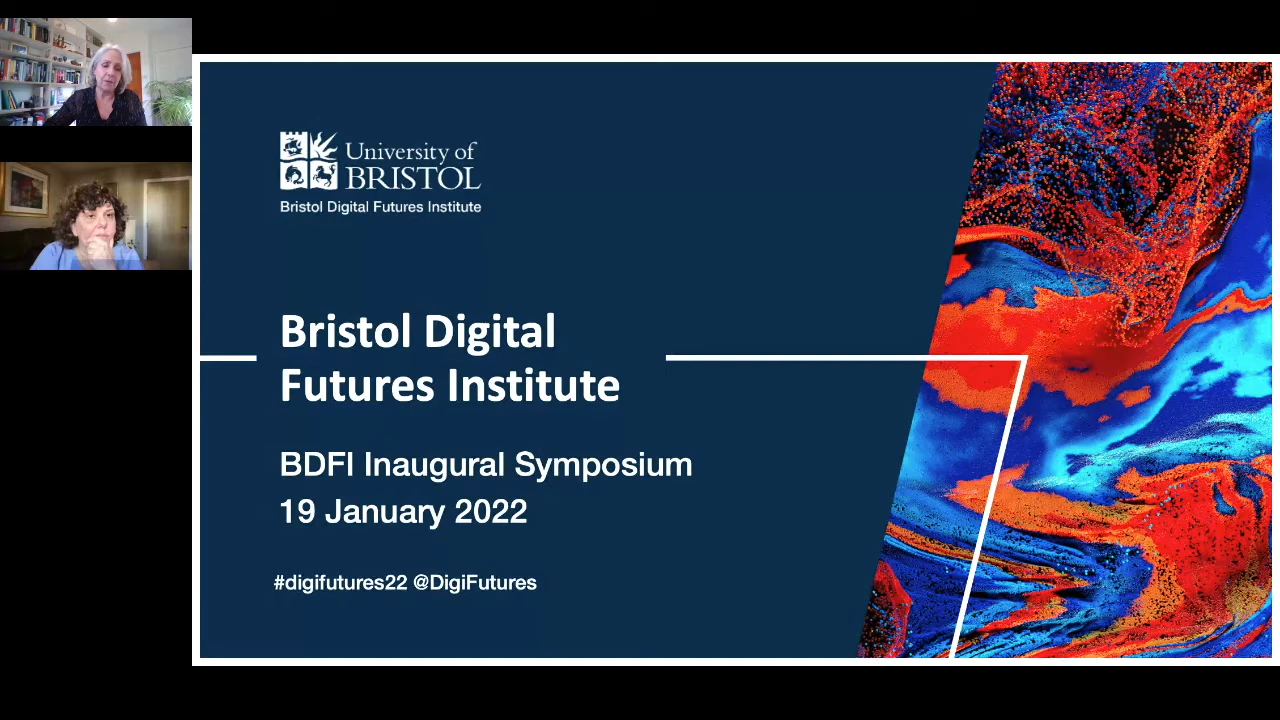 University of
BRISTOL
Bristol Digital Futures Institute
Bristol Digital
Futures Institute
BDFI Inaugural Symposium
19 January 2022
#digifutures22 @DigiFutures